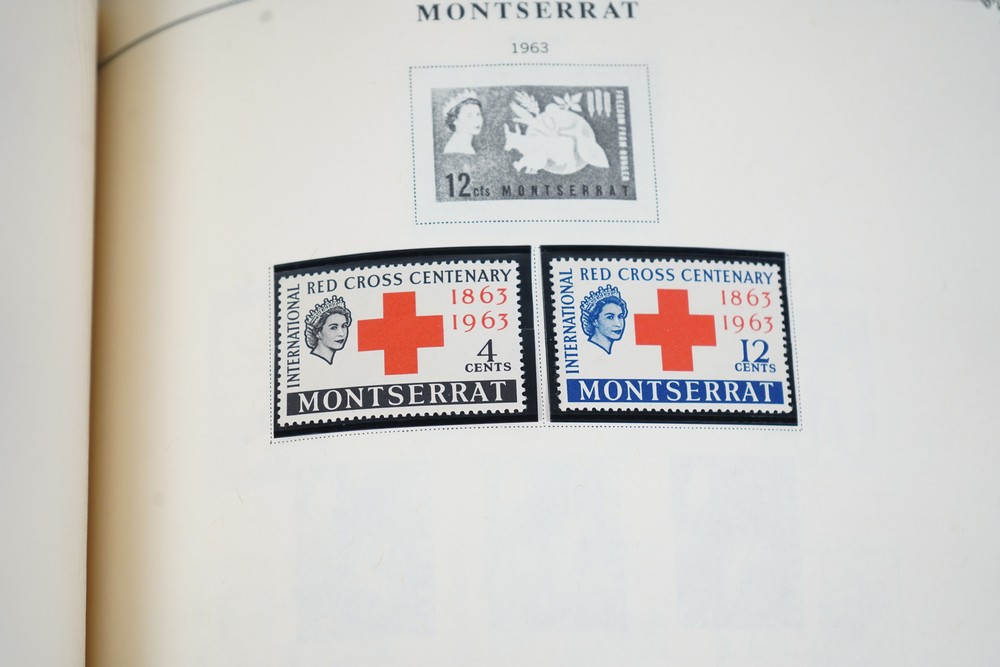 MONTSERRAT
1963
FREEDOM FROM HUNGER
12cts MONTSERRAT
INTERNATIONAL
RED CROSS CENTENARY
1863
1963
4
CENTS
MONTSERRAT
INTERNATIONAL
RED CROSS CENTENARY
1863
1963
12
CENTS
MONTSERRAT